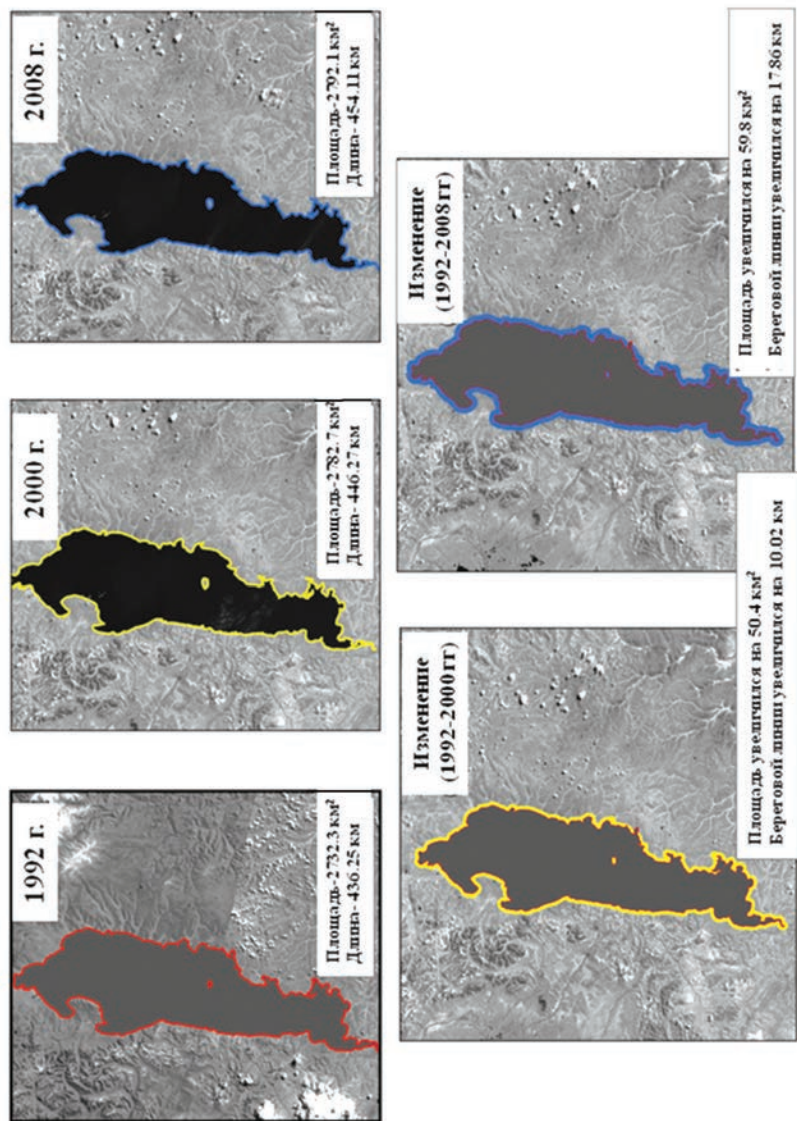 1992 г.
Площадь-2732.3 км²
Длина- 436.25 км
2000 г.
Площадь-2782.7 км²
Длина- 446.27 км
2008 г.
Площадь-2792.1 км²
Длина- 454.11 км
Изменение
(1992-2000гг)
Площадь увеличился на 50.4 км²
Береговой линии увеличился на 10.02 км
Изменение
(1992-2008гг)
Площадь увеличился на 59.8 км²
Береговой линии увеличился на 17.86 км